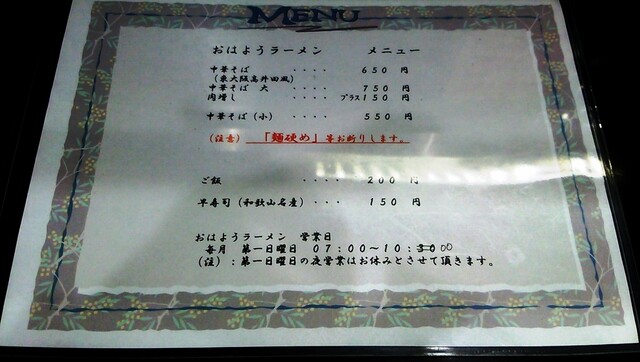 MENU
おはようラーメン メニュー
中華そば ・・・・ 650 円
(東大阪高井田風)
中華そば 大 ・・・・ 750 円
肉増し ・・・・ プラス150 円
中華そば(小) ・・・・ 550 円
(注意) 「麺硬め」等お断りします。
ご飯 ・・・・ 200 円
早寿司(和歌山名産) ・・・ 150 円
おはようラーメン 営業日
毎月 第一日曜日 07:00〜10:3000
(注):第一日曜日の夜営業はお休みとさせて頂きます。